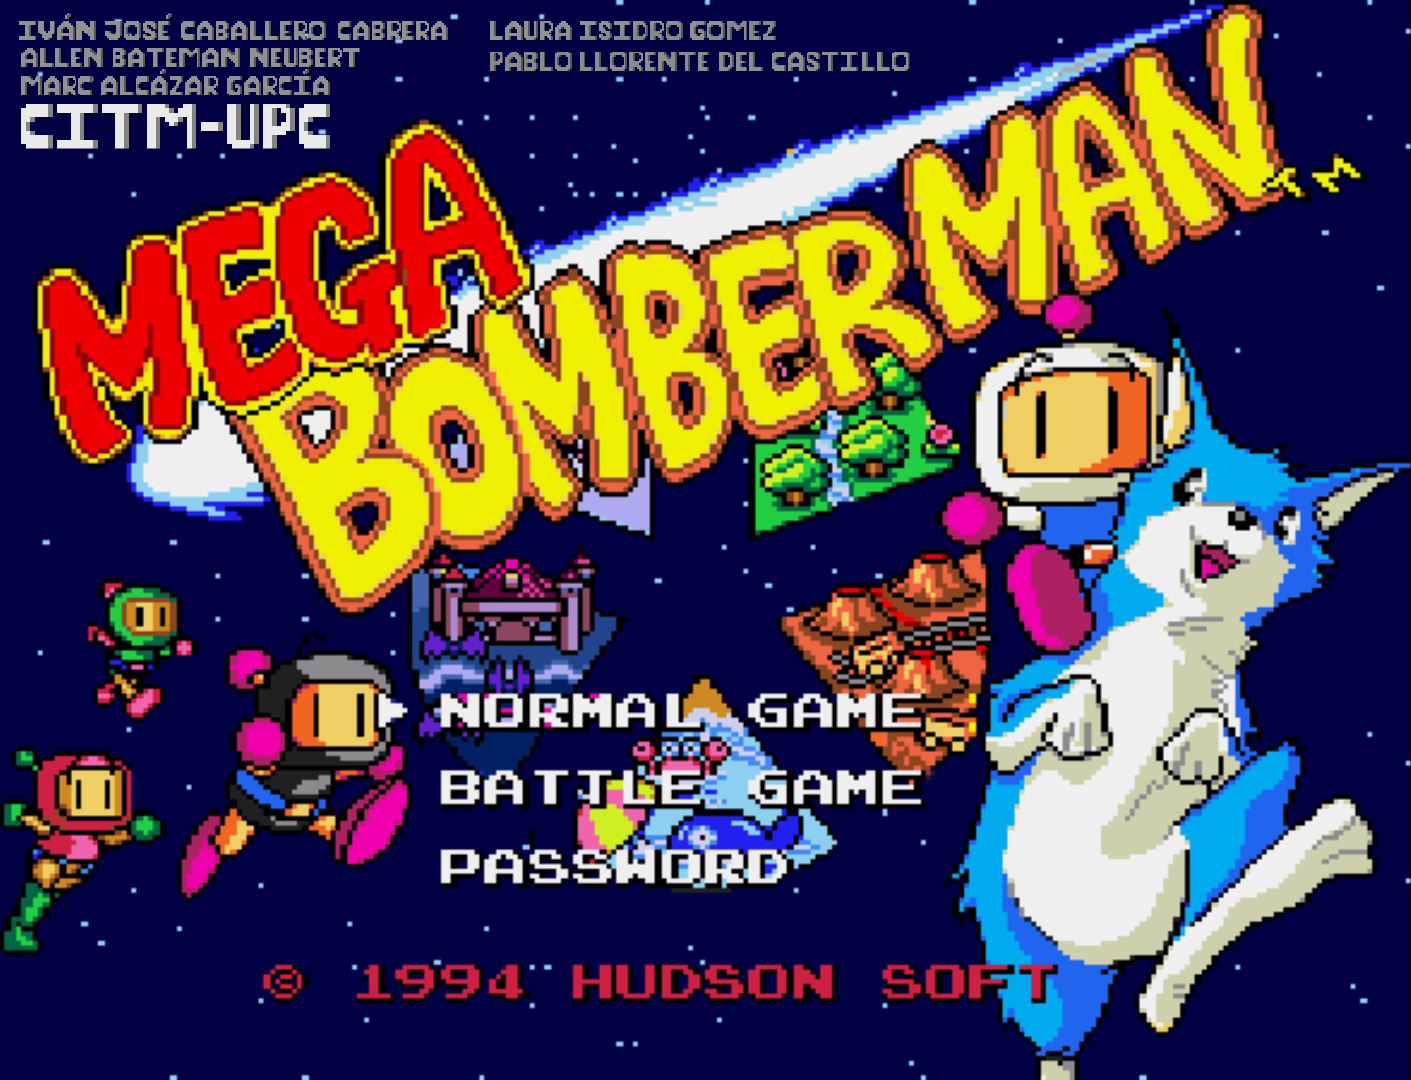 IVÁN JOSÉ CABALLERO CABRERA
ALLEN BATEMAN NEUBERT
MARC ALCÁZAR GARCÍA
LAURA ISIDRO GOMEZ
PABLO LLORENTE DEL CASTILLO
CITM-UPC
MEGA
BOMBERMAN TM
NORMAL GAME
BATTLE GAME
PASSWORD
© 1994 HUDSON SOFT